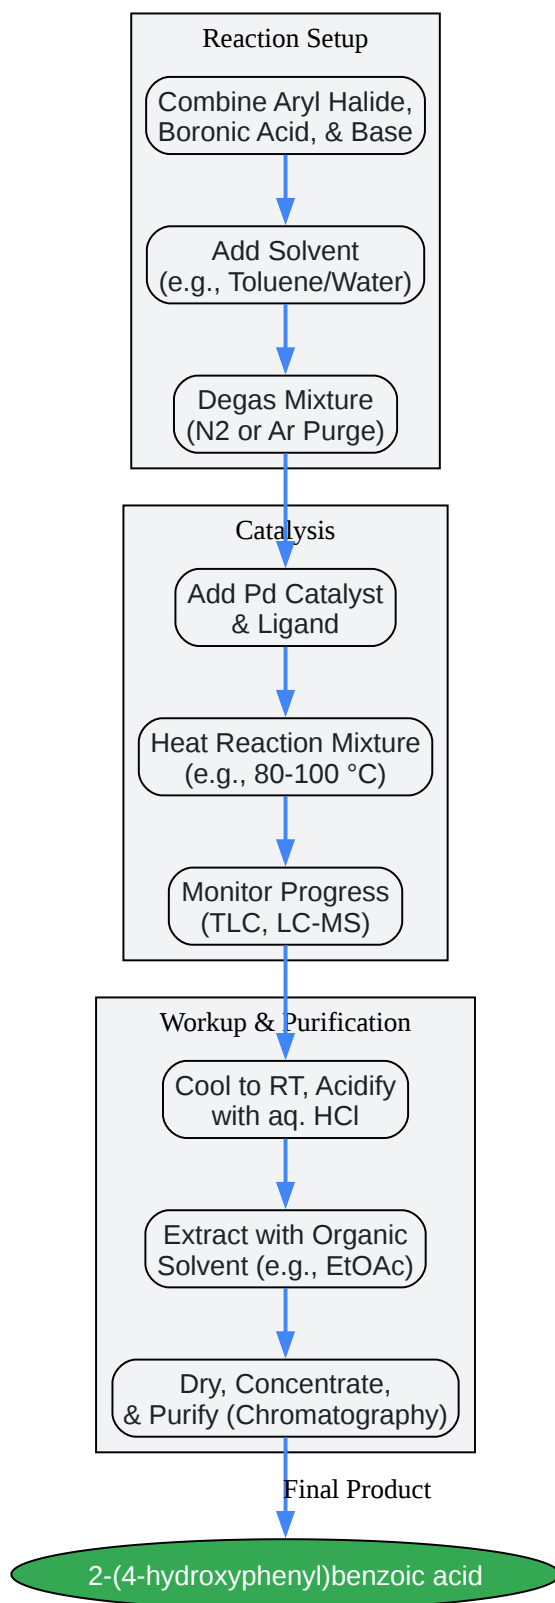 Reaction Setup
Combine Aryl Halide,
Boronic Acid, & Base
Add Solvent
(e.g., Toluene/Water)
Degas Mixture
(N2 or Ar Purge)
Catalysis
Add Pd Catalyst
& Ligand
Heat Reaction Mixture
(e.g., 80-100 °C)
Monitor Progress
(TLC, LC-MS)
Workup & Purification
Cool to RT, Acidify
with aq. HCl
Extract with Organic
Solvent (e.g., EtOAc)
Dry, Concentrate,
& Purify (Chromatography)
Final Product
2-(4-hydroxyphenyl)benzoic acid